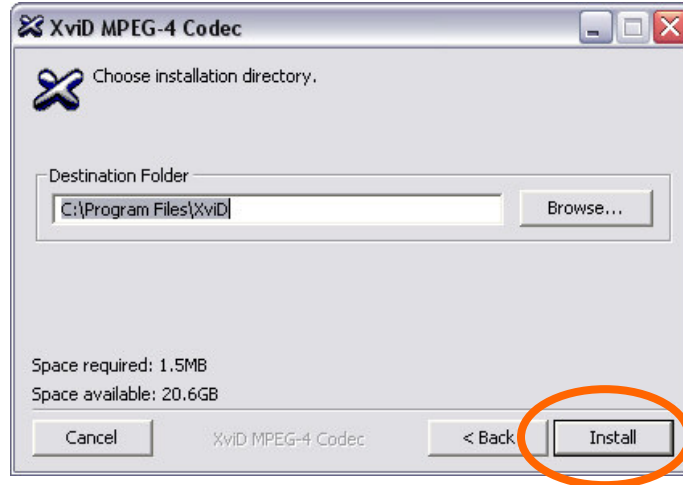 XviD MPEG-4 Codec
Choose installation directory.
Destination Folder
C:\Program Files\XviD
Browse...
Space required: 1.5MB
Space available: 20.6GB
Cancel
XviD MPEG-4 Codec
< Back
Install